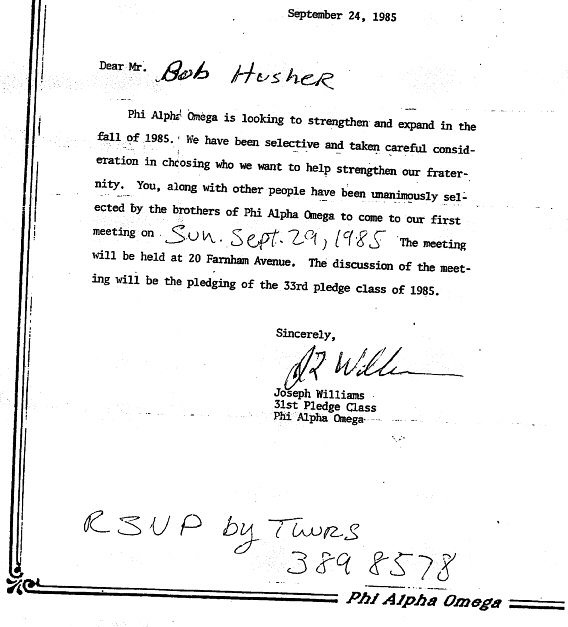 September 24, 1985
Dear Mr. Bob Husher
Phi Alpha Omega is looking to strengthen and expand in the
fall of 1985. We have been selective and taken careful consid-
eration in choosing who we want to help strengthen our frater-
nity. You, along with other people have been unanimously sel-
ected by the brothers of Phi Alpha Omega to come to our first
meeting on Sun. Sept. 29, 1985 The meeting
will be held at 20 Farnham Avenue. The discussion of the meet-
ing will be the pledging of the 33rd pledge class of 1985.
Sincerely,
JR Williams
Joseph Williams
31st Pledge Class
Phi Alpha Omega
RSVP by THURS
389 8578
Phi Alpha Omega